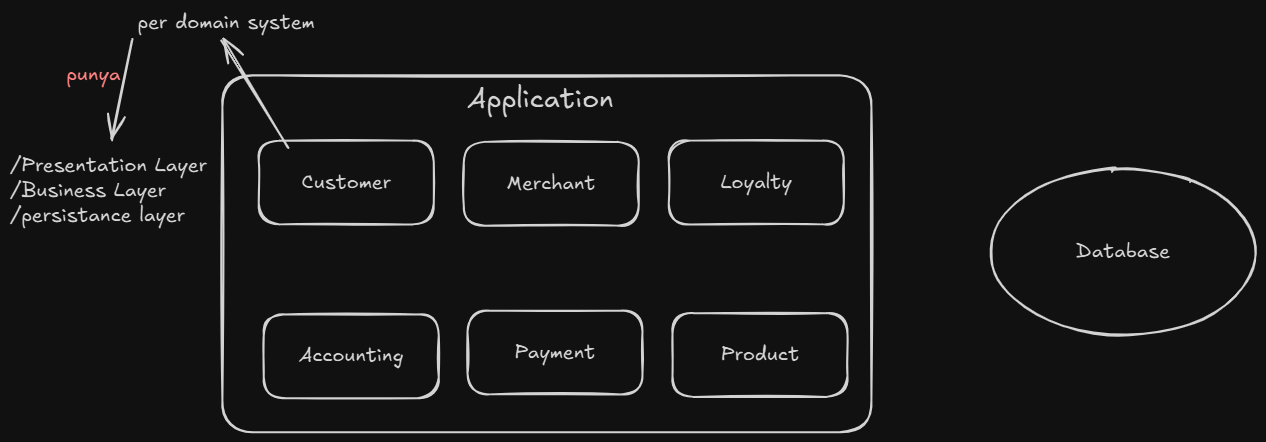 per domain system
punya
/Presentation Layer
/Business Layer
/persistance layer
Application
Customer
Merchant
Loyalty
Accounting
Payment
Product
Database